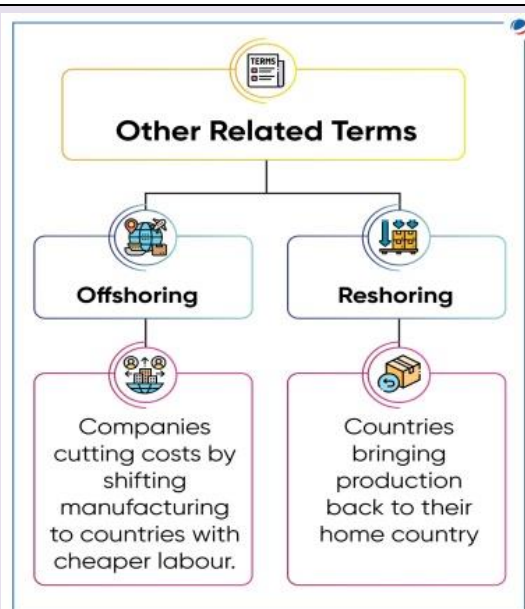 TERMS
Other Related Terms
Offshoring
Reshoring
Companies
cutting costs by
shifting
manufacturing
to countries with
cheaper labour.
Countries
bringing
production
back to their
home country